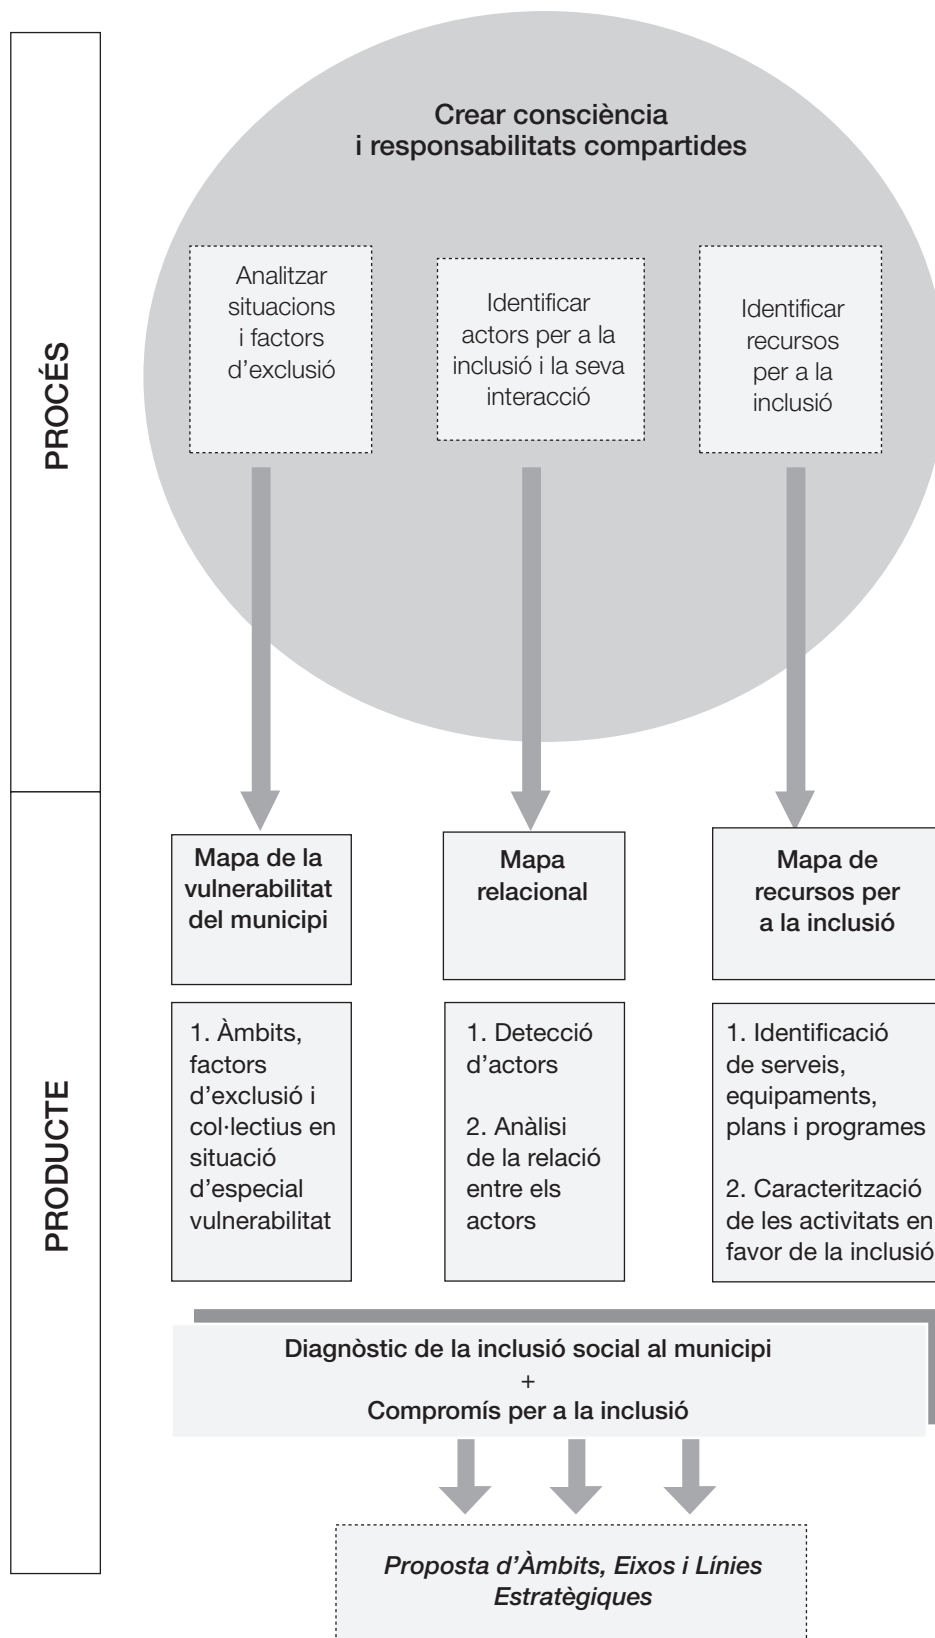 PROCÉS
Crear consciència
i responsabilitats compartides
Analitzar
situacions
i factors
d’exclusió
Identificar
actors per a la
inclusió i la seva
interacció
Identificar
recursos
per a la
inclusió
PRODUCTE
Mapa de la
vulnerabilitat
del municipi
Mapa
relacional
Mapa de
recursos per
a la inclusió
1. Àmbits,
factors
d’exclusió i
col·lectius en
situació
d’especial
vulnerabilitat
1. Detecció
d’actors
2. Anàlisi
de la relació
entre els
actors
1. Identificació
de serveis,
equipaments,
plans i programes
2. Caracterització
de les activitats en
favor de la inclusió
Diagnòstic de la inclusió social al municipi
+
Compromís per a la inclusió
Proposta d’Àmbits, Eixos i Línies
Estratègiques